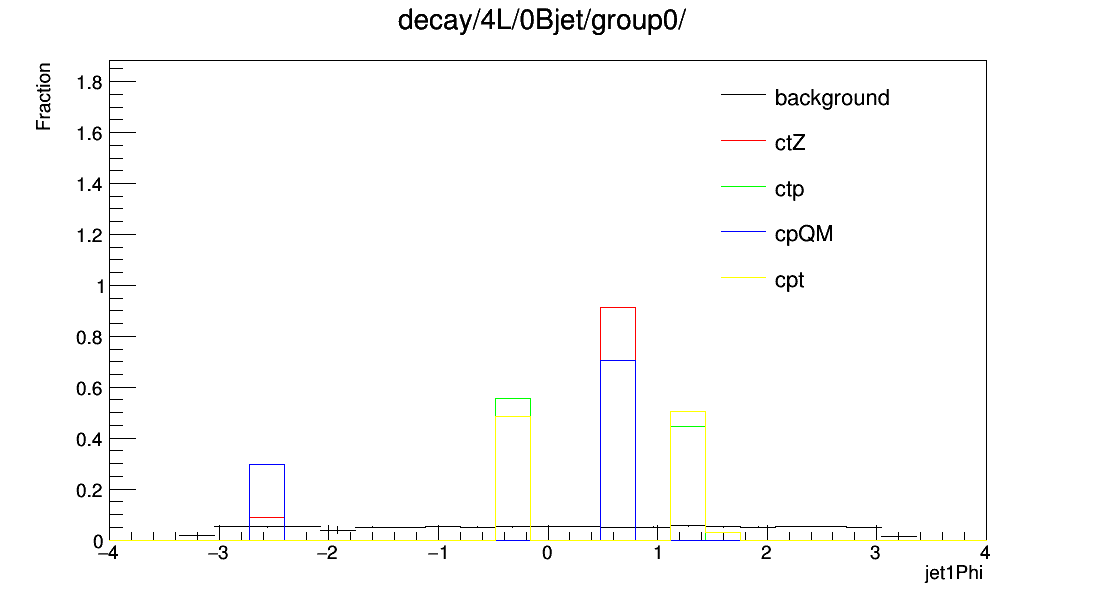 decay/4L/0Bjet/group0/
Fraction
1.8
1.6
1.4
1.2
1
0.8
0.6
0.4
0.2
0
background
ctZ
ctp
cpQM
cpt
−4 −3 −2 −1 0 1 2 3 4
jet1Phi